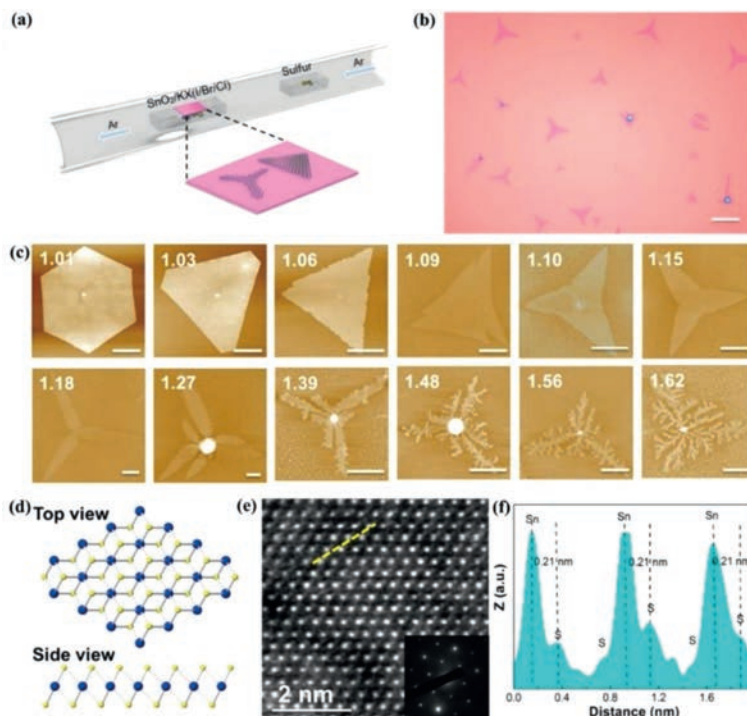 (a)
Sulfur
Ar
SnO₂/KX(I/Br/Cl)
Ar
(b)
(c)
1.01
1.03
1.06
1.09
1.10
1.15
1.18
1.27
1.39
1.48
1.56
1.62
(d)
Top view
Side view
(e)
2 nm
(f)
Sn
Sn
Sn
0.21 nm
0.21 nm
0.21 nm
S
S
S
S
S
Z (a.u.)
0.0
0.4
0.8
1.2
1.6
Distance (nm)